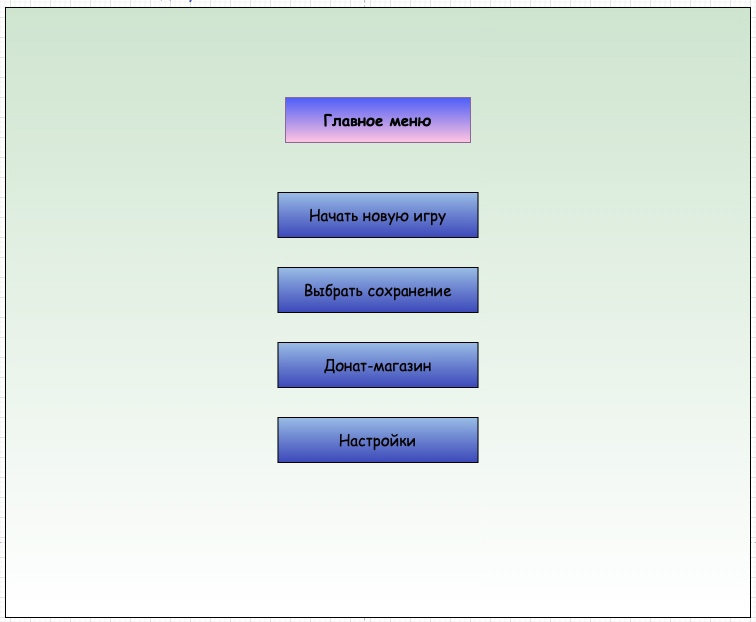 Главное меню
Начать новую игру
Выбрать сохранение
Донат-магазин
Настройки